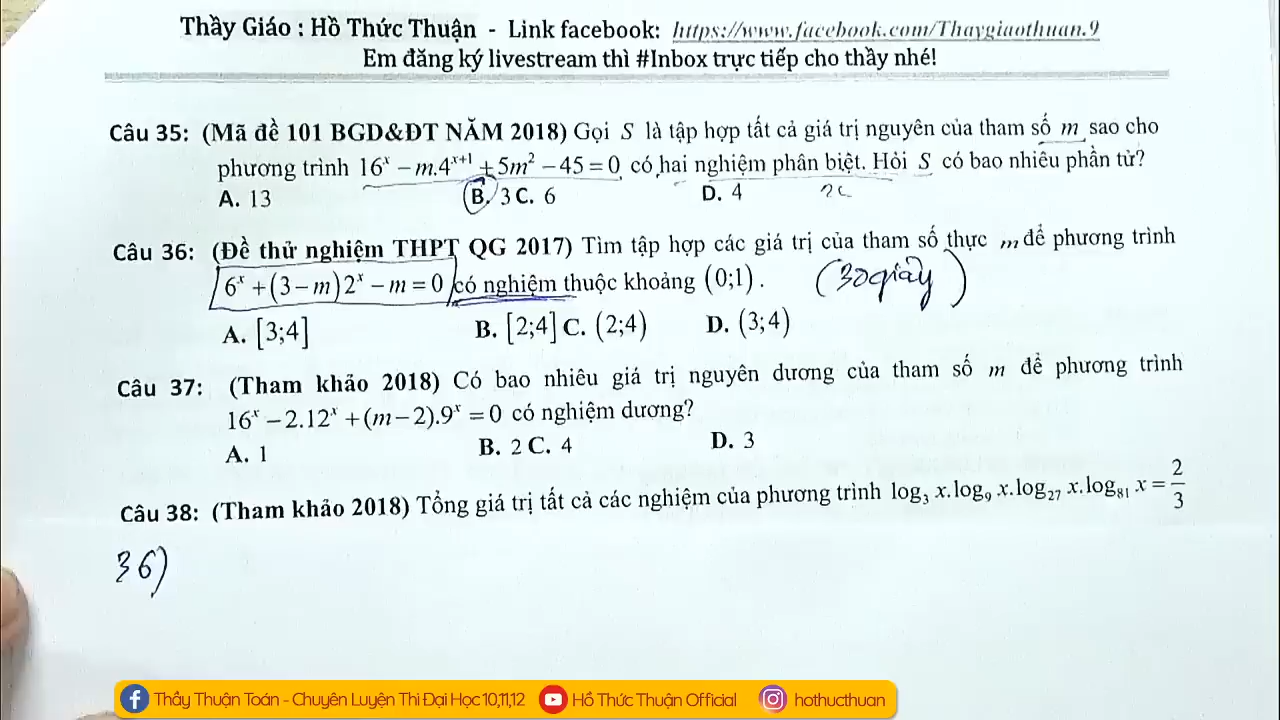 Thầy Giáo : Hồ Thức Thuận - Link facebook: https://www.facebook.com/Thaygiaothuan.9
Em đăng ký livestream thì #Inbox trực tiếp cho thầy nhé!
Câu 35: (Mã đề 101 BGD&ĐT NĂM 2018) Gọi S là tập hợp tất cả giá trị nguyên của tham số m sao cho
phương trình 16^x − m.4^{x+1} + 5m² − 45 = 0 có hai nghiệm phân biệt. Hỏi S có bao nhiêu phần tử?
A. 13 B. 3 C. 6 D. 4
Câu 36: (Đề thử nghiệm THPT QG 2017) Tìm tập hợp các giá trị của tham số thực m để phương trình
6^x + (3 − m)2^x − m = 0 có nghiệm thuộc khoảng (0;1). (30giây)
A. [3;4] B. [2;4] C. (2;4) D. (3;4)
Câu 37: (Tham khảo 2018) Có bao nhiêu giá trị nguyên dương của tham số m để phương trình
16^x − 2.12^x + (m − 2).9^x = 0 có nghiệm dương?
A. 1 B. 2 C. 4 D. 3
Câu 38: (Tham khảo 2018) Tổng giá trị tất cả các nghiệm của phương trình log₃ x.log₉ x.log₂₇ x.log₈₁ x = 2/3
36)
Thầy Thuận Toán - Chuyên Luyện Thi Đại Học 10,11,12 Hồ Thức Thuận Official hothucthuan